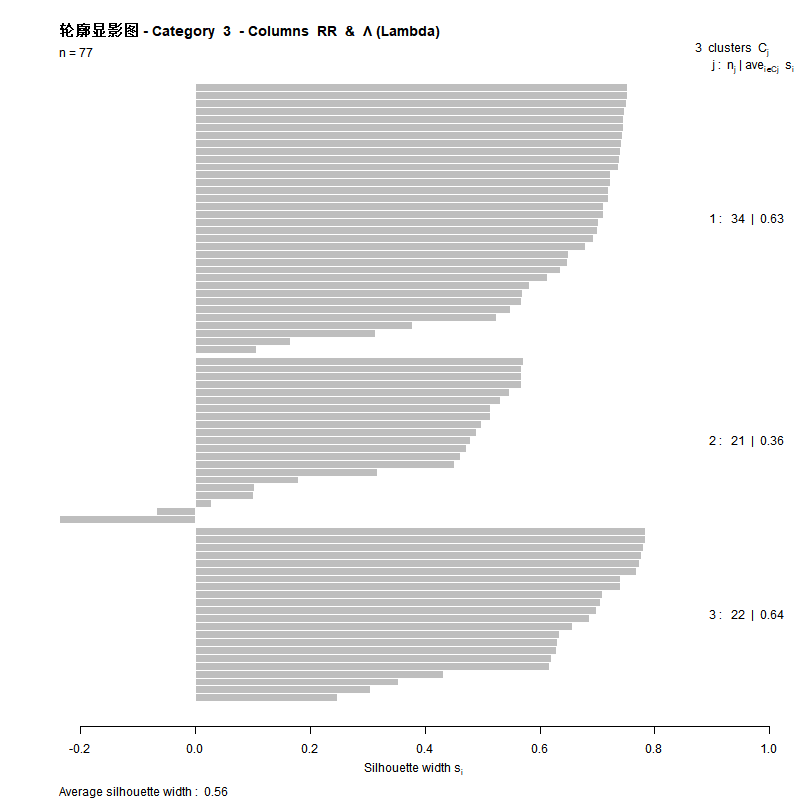 轮廓显影图 - Category 3 - Columns RR & Λ (Lambda)
n = 77
3 clusters Cj
j : nj | avei∈Cj si
1 : 34 | 0.63
2 : 21 | 0.36
3 : 22 | 0.64
-0.2 0.0 0.2 0.4 0.6 0.8 1.0
Silhouette width si
Average silhouette width : 0.56